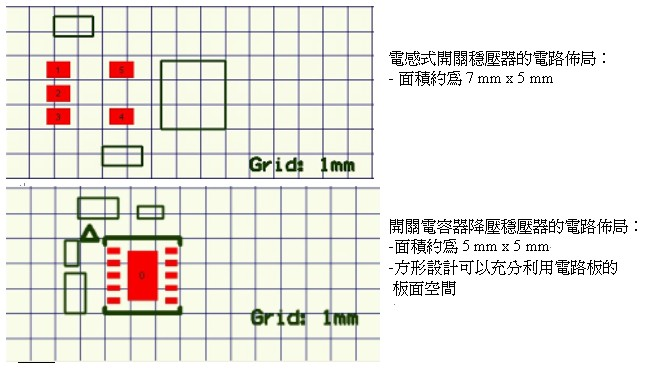 電感式開關穩壓器的電路佈局：
- 面積約為 7 mm x 5 mm
1
5
2
3
4
Grid: 1mm
開關電容器降壓穩壓器的電路佈局：
-面積約為 5 mm x 5 mm
-方形設計可以充分利用電路板的
板面空間
0
Grid: 1mm